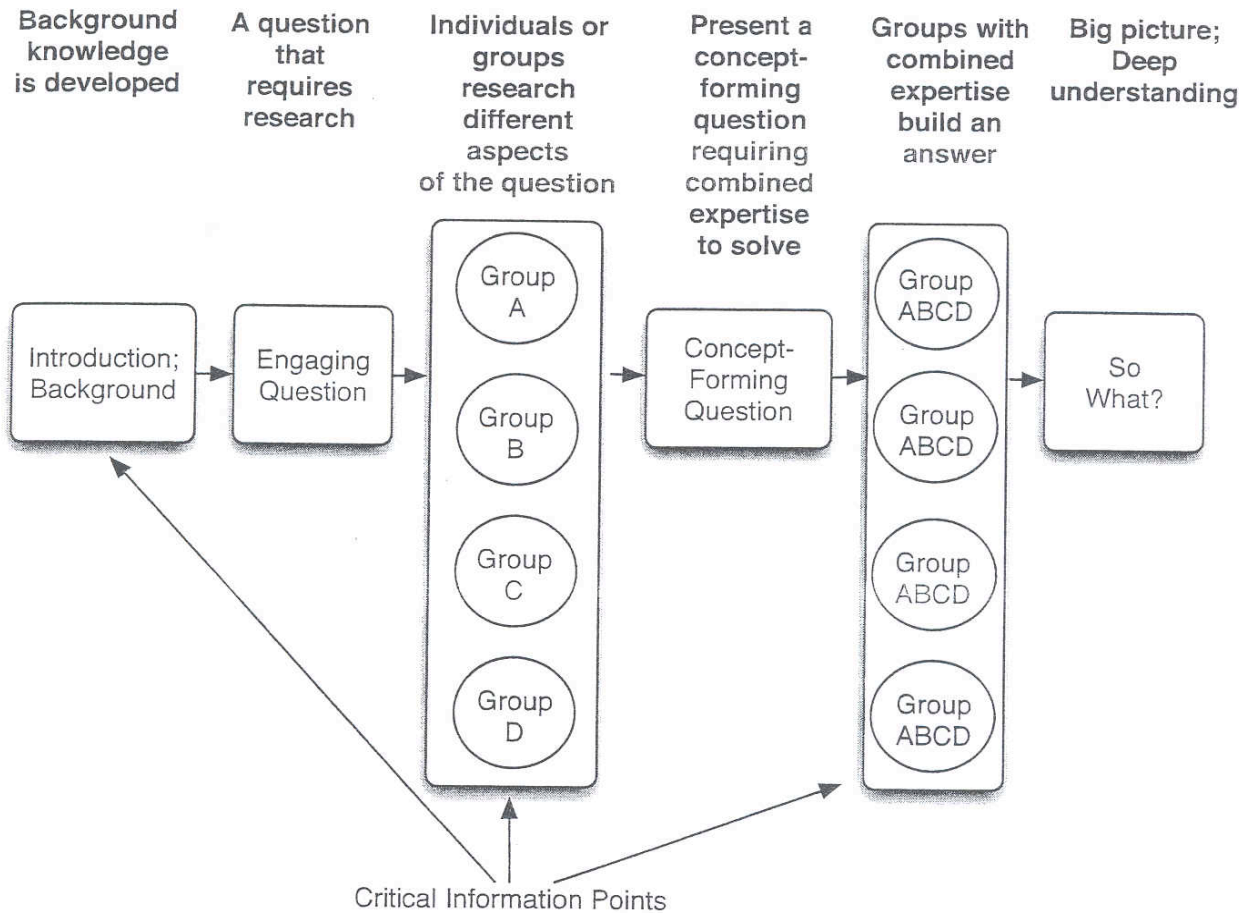 Background
knowledge
is developed
A question
that
requires
research
Individuals or
groups
research
different
aspects
of the question
Present a
concept-
forming
question
requiring
combined
expertise
to solve
Groups with
combined
expertise
build an
answer
Big picture;
Deep
understanding
Introduction;
Background
Engaging
Question
Group
A
Group
B
Group
C
Group
D
Concept-
Forming
Question
Group
ABCD
Group
ABCD
Group
ABCD
Group
ABCD
So
What?
Critical Information Points